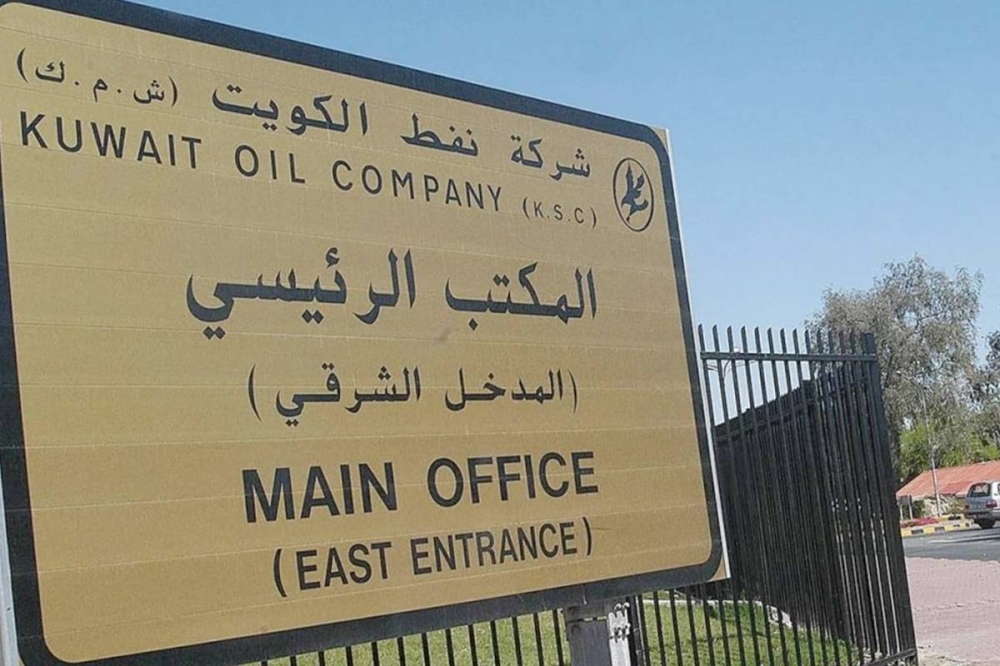 شركة نفط الكويت (ش.م.ك)
KUWAIT OIL COMPANY (K.S.C)
المكتب الرئيسي
(المدخل الشرقي)
MAIN OFFICE
(EAST ENTRANCE)